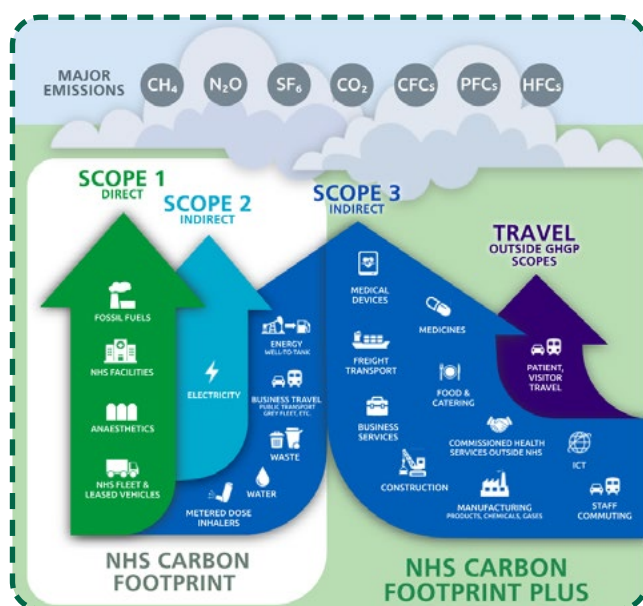 MAJOR
EMISSIONS
CH₄
N₂O
SF₆
CO₂
CFCs
PFCs
HFCs
SCOPE 1
DIRECT
SCOPE 2
INDIRECT
SCOPE 3
INDIRECT
TRAVEL
OUTSIDE GHGP
SCOPES
FOSSIL FUELS
NHS FACILITIES
ANAESTHETICS
NHS FLEET &
LEASED VEHICLES
ELECTRICITY
ENERGY
WELL-TO-TANK
BUSINESS TRAVEL
PUBLIC TRANSPORT
GREY FLEET, ETC.
WASTE
WATER
METERED DOSE
INHALERS
MEDICAL
DEVICES
MEDICINES
FREIGHT
TRANSPORT
FOOD &
CATERING
BUSINESS
SERVICES
COMMISSIONED HEALTH
SERVICES OUTSIDE NHS
CONSTRUCTION
MANUFACTURING
PRODUCTS, CHEMICALS, GASES
ICT
STAFF
COMMUTING
PATIENT,
VISITOR
TRAVEL
NHS CARBON
FOOTPRINT
NHS CARBON
FOOTPRINT PLUS